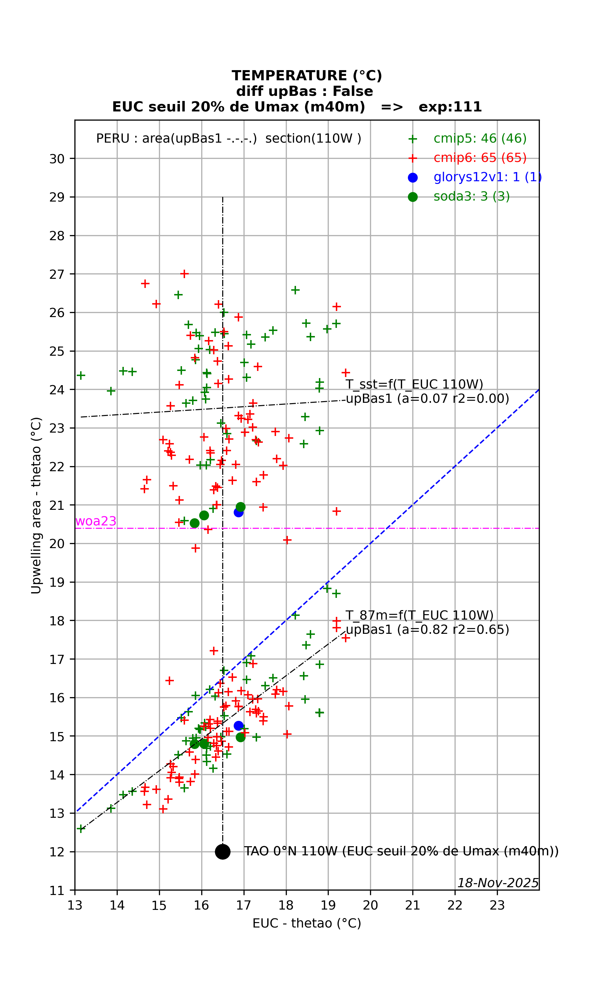 TEMPERATURE (°C)
diff upBas : False
EUC seuil 20% de Umax (m40m)   =>   exp:111
PERU : area(upBas1 -.-.-.)  section(110W )
cmip5: 46 (46)
cmip6: 65 (65)
glorys12v1: 1 (1)
soda3: 3 (3)
30
29
28
27
26
25
24
23
22
21
20
19
18
17
16
15
14
13
12
11
Upwelling area - thetao (°C)
T_sst=f(T_EUC 110W)
upBas1 (a=0.07 r2=0.00)
woa23
T_87m=f(T_EUC 110W)
upBas1 (a=0.82 r2=0.65)
TAO 0°N 110W (EUC seuil 20% de Umax (m40m))
18-Nov-2025
13 14 15 16 17 18 19 20 21 22 23
EUC - thetao (°C)